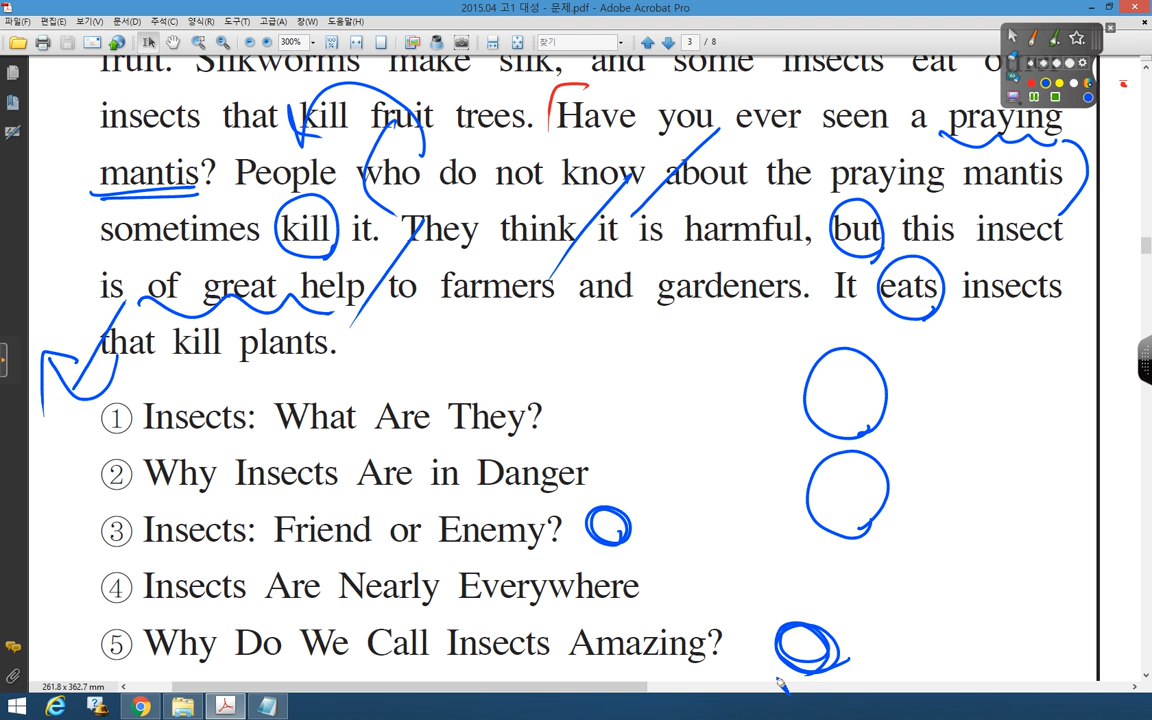 2015.04 고1 대성 - 문제.pdf - Adobe Acrobat Pro
파일(F) 편집(E) 보기(V) 문서(D) 주석(C) 양식(R) 도구(T) 고급(A) 창(W) 도움말(H)
300% 찾기 3 / 8
fruit. Silkworms make silk, and some insects eat other
insects that kill fruit trees. Have you ever seen a praying
mantis? People who do not know about the praying mantis
sometimes kill it. They think it is harmful, but this insect
is of great help to farmers and gardeners. It eats insects
that kill plants.
① Insects: What Are They?
② Why Insects Are in Danger
③ Insects: Friend or Enemy?
④ Insects Are Nearly Everywhere
⑤ Why Do We Call Insects Amazing?
261.8 x 362.7 mm